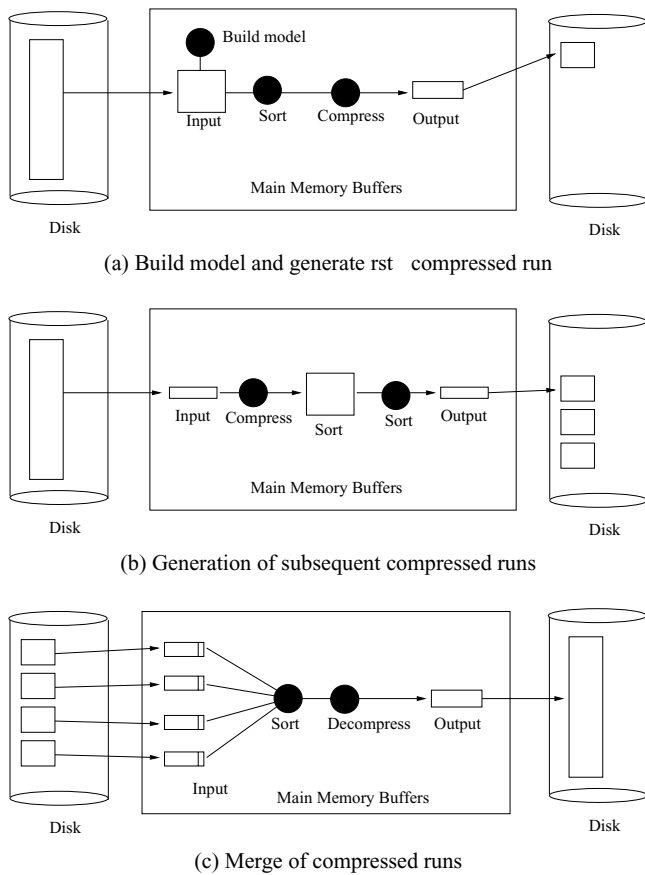 Build model
Input
Sort
Compress
Output
Main Memory Buffers
Disk
Disk
(a) Build model and generate rst compressed run
Input
Compress
Sort
Sort
Output
Main Memory Buffers
Disk
Disk
(b) Generation of subsequent compressed runs
Sort
Decompress
Output
Input
Main Memory Buffers
Disk
Disk
(c) Merge of compressed runs